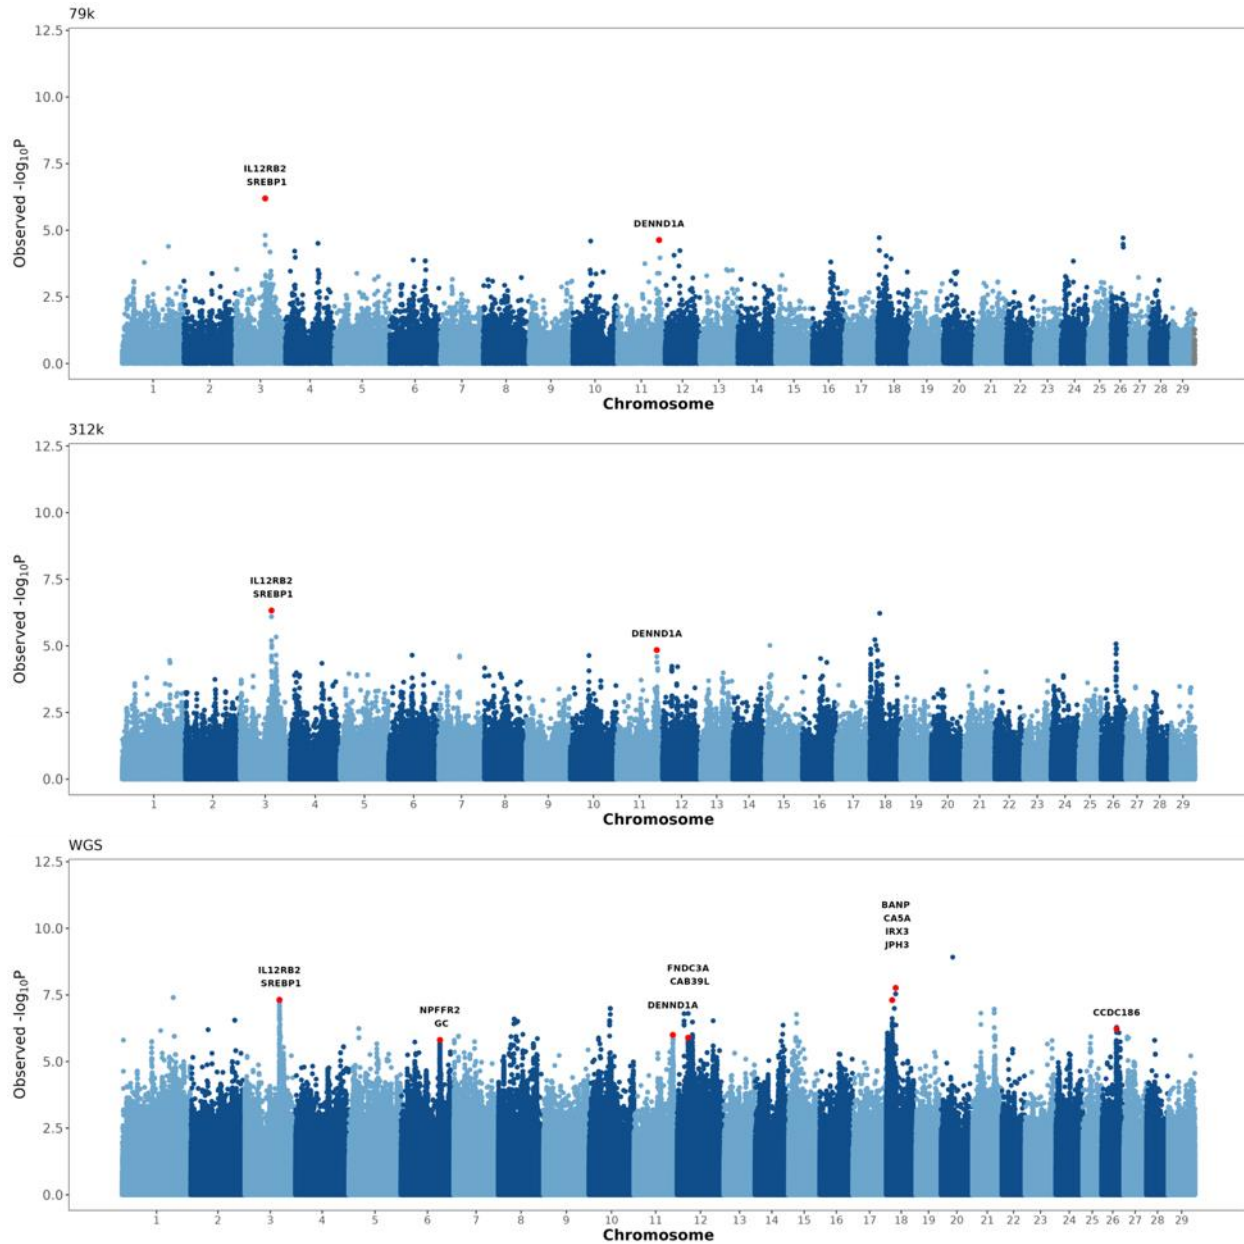 79k
12.5
10.0
7.5
5.0
2.5
0.0
Observed -log10P
IL12RB2
SREBP1
DENND1A
1 2 3 4 5 6 7 8 9 10 11 12 13 14 15 16 17 18 19 20 21 22 23 24 25 26 27 28 29
Chromosome
312k
12.5
10.0
7.5
5.0
2.5
0.0
Observed -log10P
IL12RB2
SREBP1
DENND1A
1 2 3 4 5 6 7 8 9 10 11 12 13 14 15 16 17 18 19 20 21 22 23 24 25 26 27 28 29
Chromosome
WGS
12.5
10.0
7.5
5.0
2.5
0.0
Observed -log10P
IL12RB2
SREBP1
NPFFR2
GC
FNDC3A
CAB39L
DENND1A
BANP
CA5A
IRX3
JPH3
CCDC186
1 2 3 4 5 6 7 8 9 10 11 12 13 14 15 16 17 18 19 20 21 22 23 24 25 26 27 28 29
Chromosome